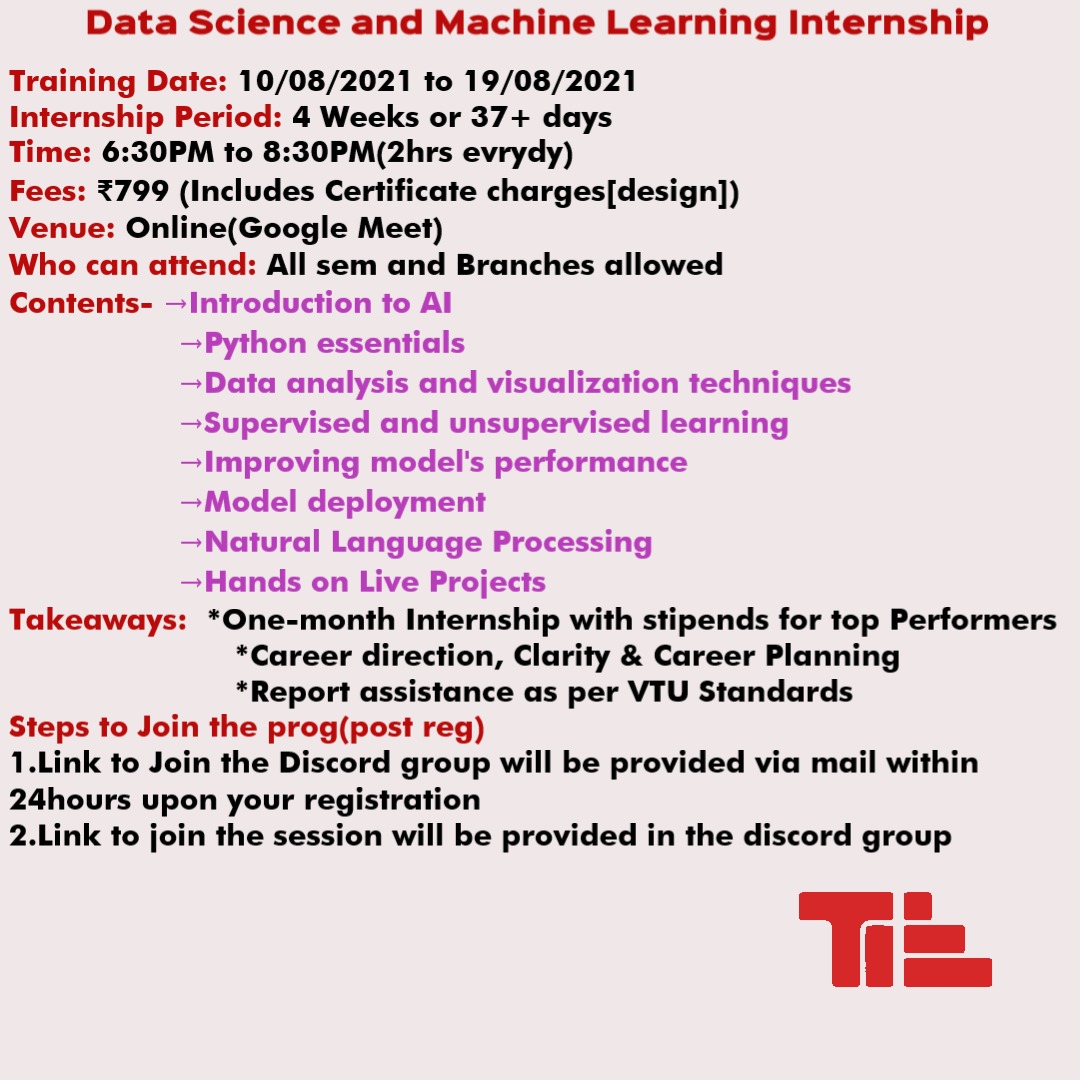 Data Science and Machine Learning Internship
Training Date: 10/08/2021 to 19/08/2021
Internship Period: 4 Weeks or 37+ days
Time: 6:30PM to 8:30PM(2hrs evrydy)
Fees: ₹799 (Includes Certificate charges[design])
Venue: Online(Google Meet)
Who can attend: All sem and Branches allowed
Contents- →Introduction to AI
→Python essentials
→Data analysis and visualization techniques
→Supervised and unsupervised learning
→Improving model's performance
→Model deployment
→Natural Language Processing
→Hands on Live Projects
Takeaways: *One-month Internship with stipends for top Performers
*Career direction, Clarity & Career Planning
*Report assistance as per VTU Standards
Steps to Join the prog(post reg)
1.Link to Join the Discord group will be provided via mail within
24hours upon your registration
2.Link to join the session will be provided in the discord group